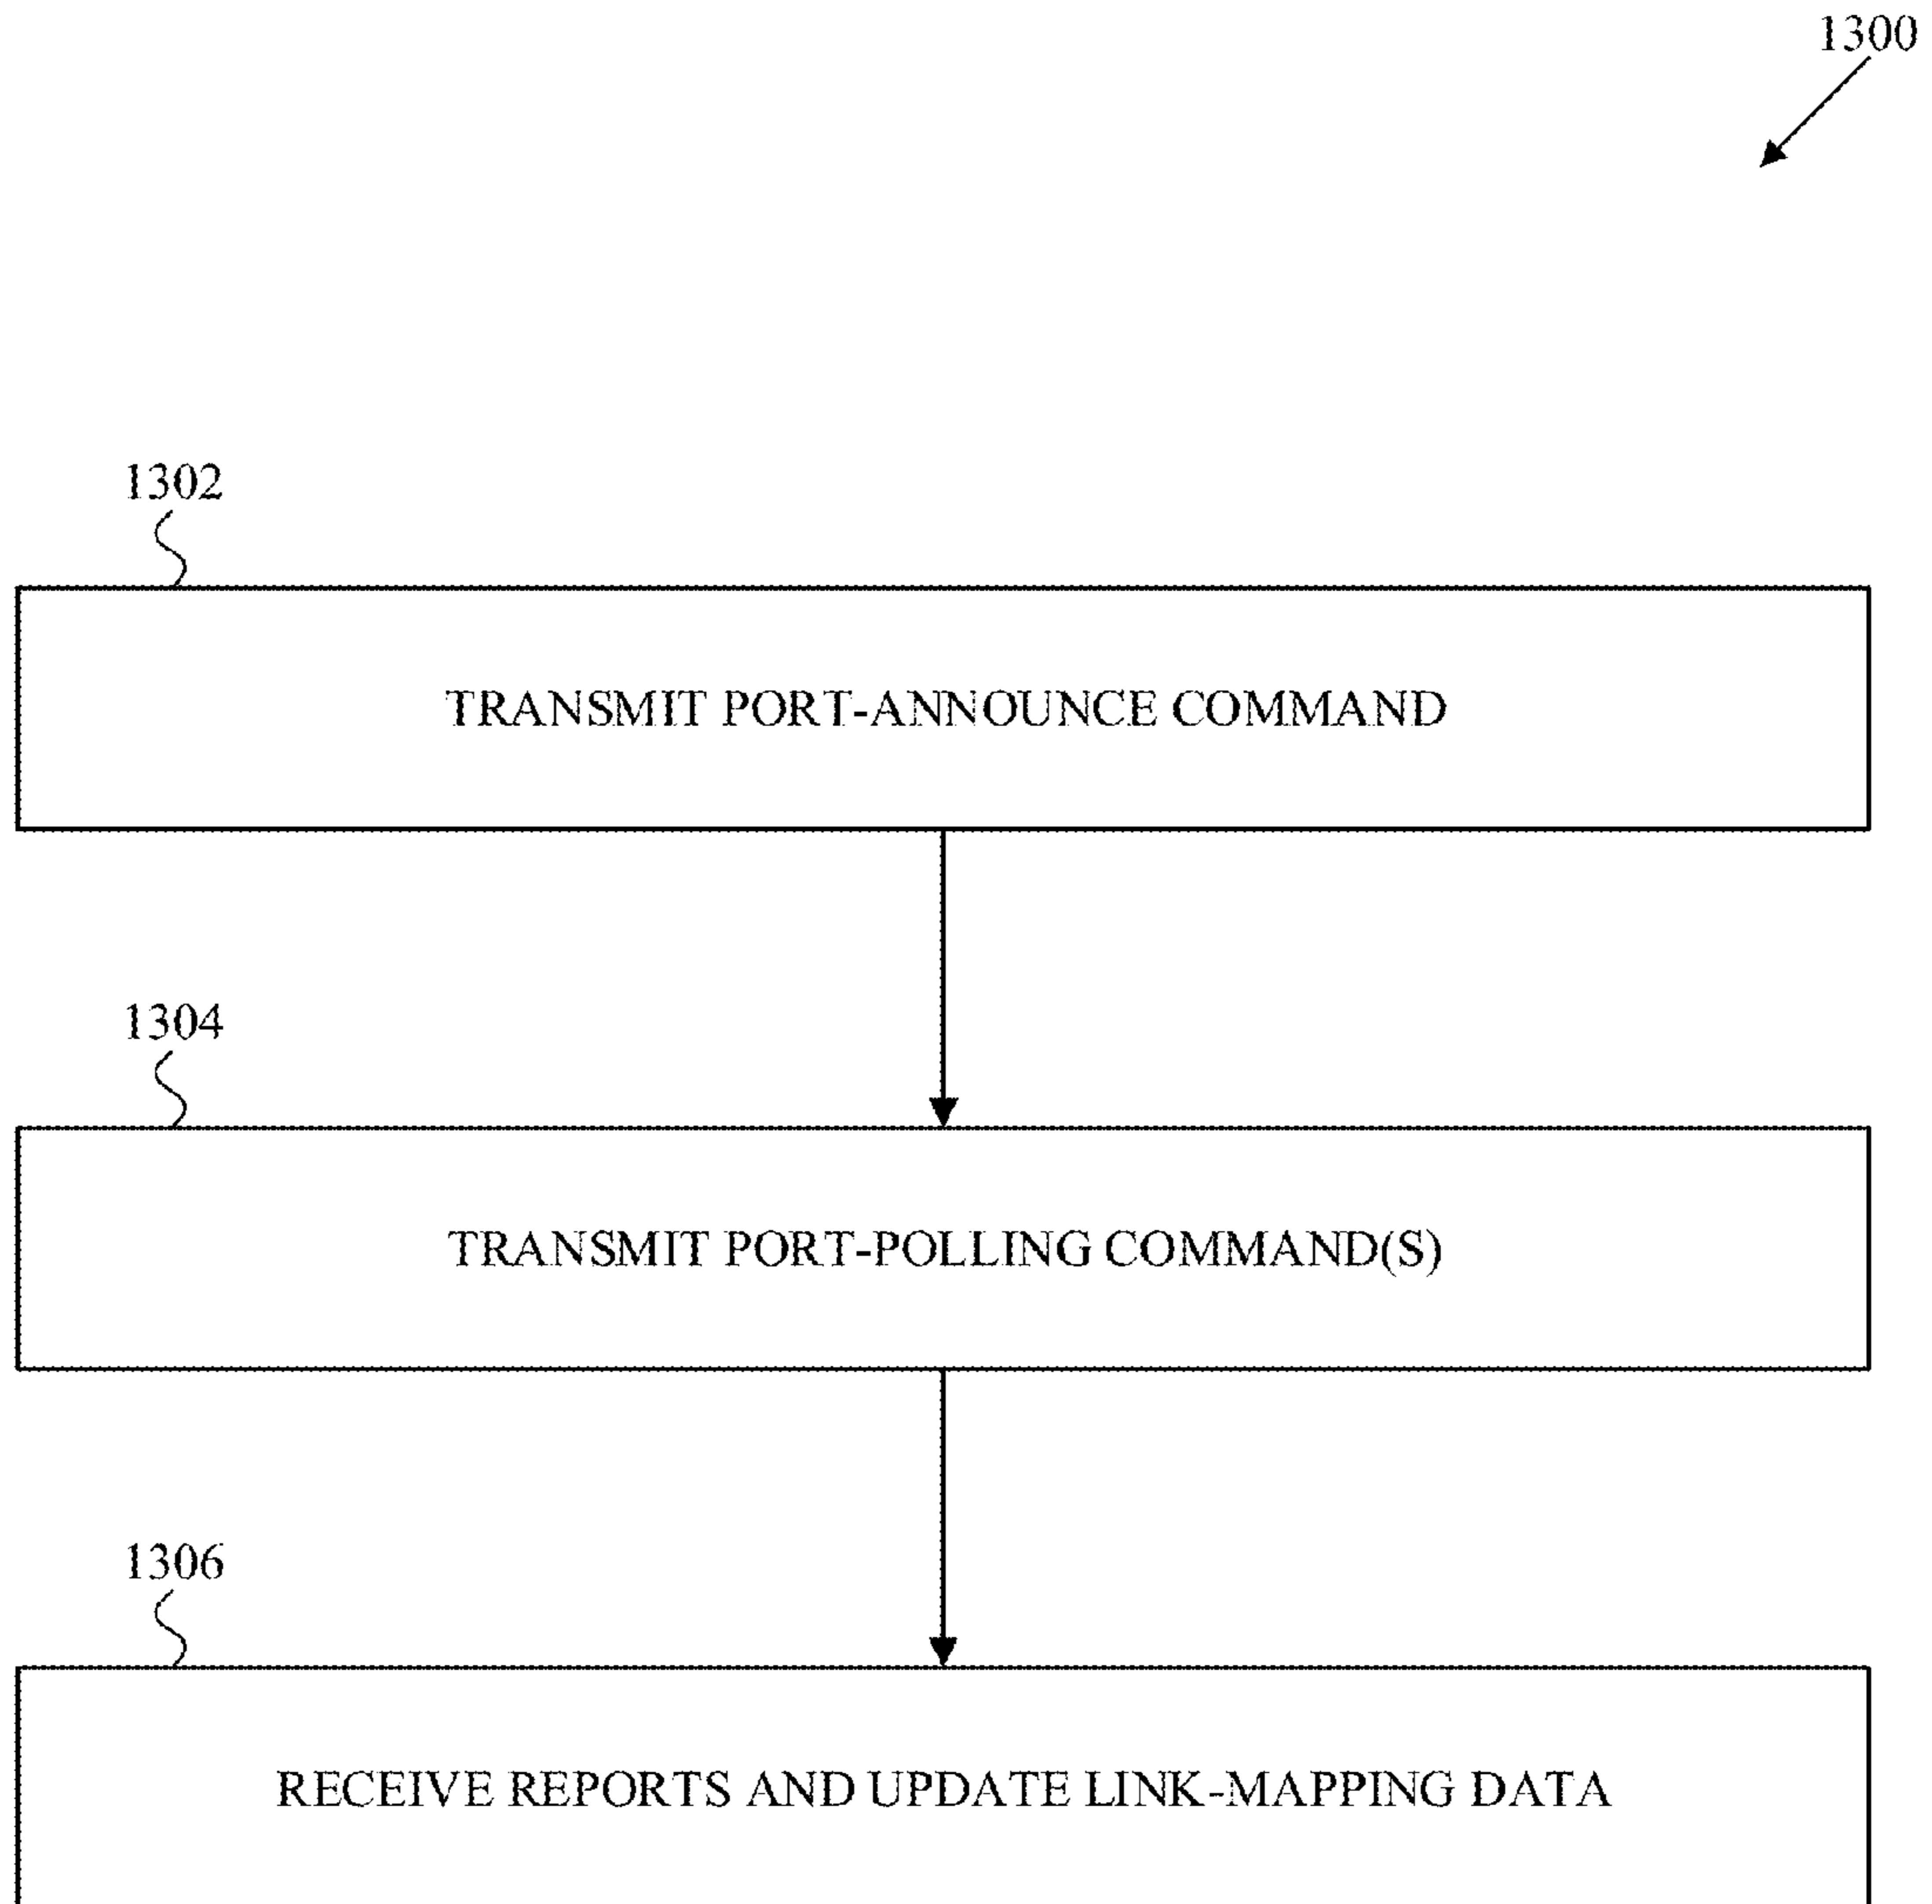 1300
1302
TRANSMIT PORT-ANNOUNCE COMMAND
1304
TRANSMIT PORT-POLLING COMMAND(S)
1306
RECEIVE REPORTS AND UPDATE LINK-MAPPING DATA